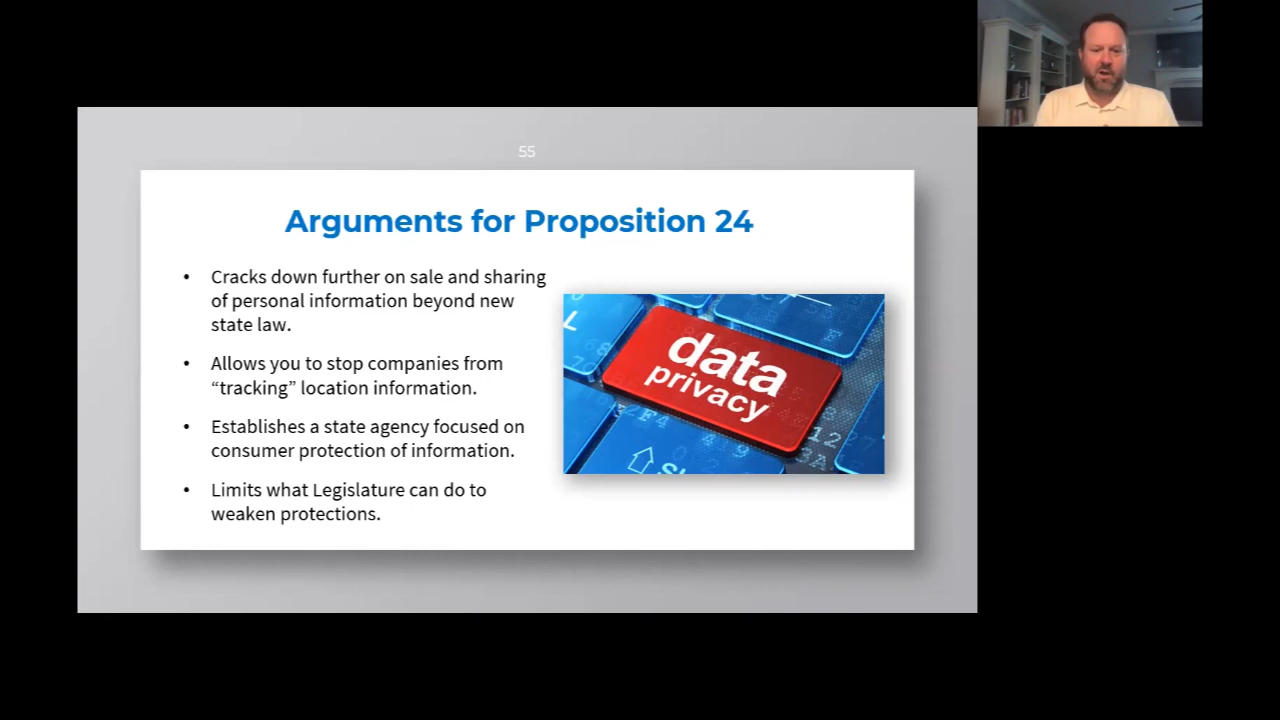 55
Arguments for Proposition 24
• Cracks down further on sale and sharing
of personal information beyond new
state law.
• Allows you to stop companies from
“tracking” location information.
• Establishes a state agency focused on
consumer protection of information.
• Limits what Legislature can do to
weaken protections.
L
data
privacy